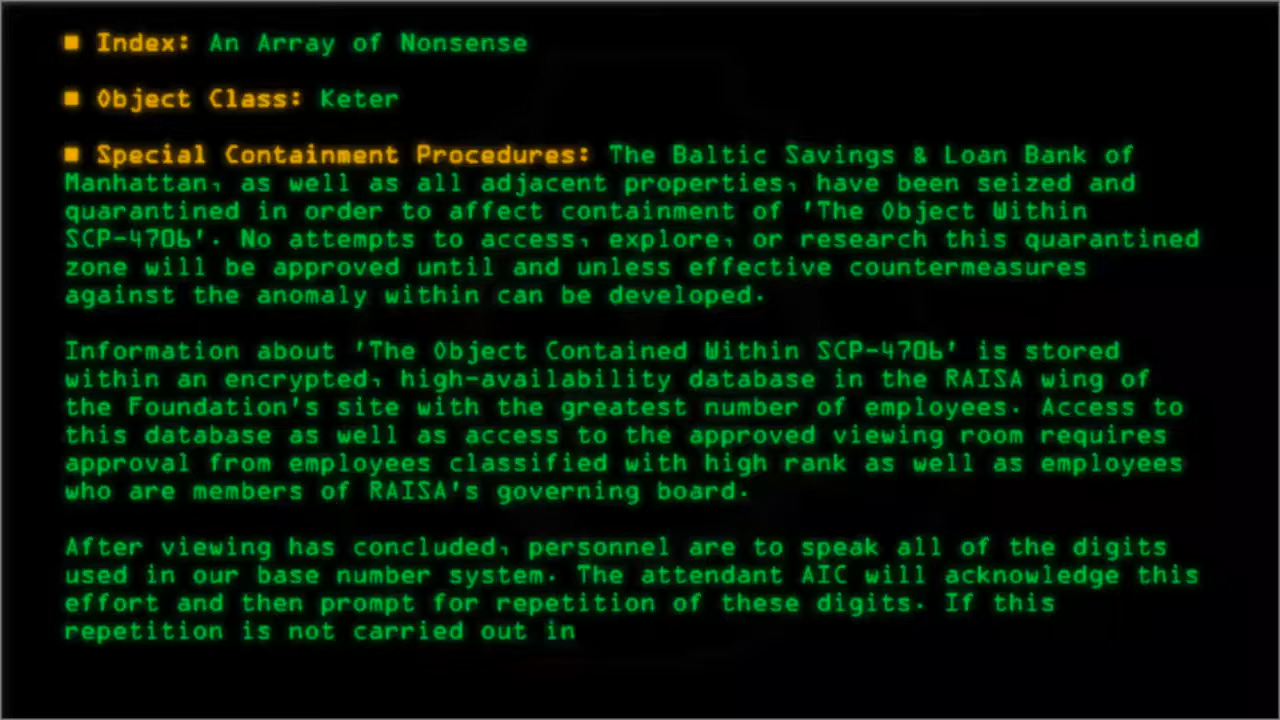 ■ Index: An Array of Nonsense
■ Object Class: Keter
■ Special Containment Procedures: The Baltic Savings & Loan Bank of
Manhattan, as well as all adjacent properties, have been seized and
quarantined in order to affect containment of 'The Object Within
SCP-4706'. No attempts to access, explore, or research this quarantined
zone will be approved until and unless effective countermeasures
against the anomaly within can be developed.
Information about 'The Object Contained Within SCP-4706' is stored
within an encrypted, high-availability database in the RAISA wing of
the Foundation's site with the greatest number of employees. Access to
this database as well as access to the approved viewing room requires
approval from employees classified with high rank as well as employees
who are members of RAISA's governing board.
After viewing has concluded, personnel are to speak all of the digits
used in our base number system. The attendant AIC will acknowledge this
effort and then prompt for repetition of these digits. If this
repetition is not carried out in